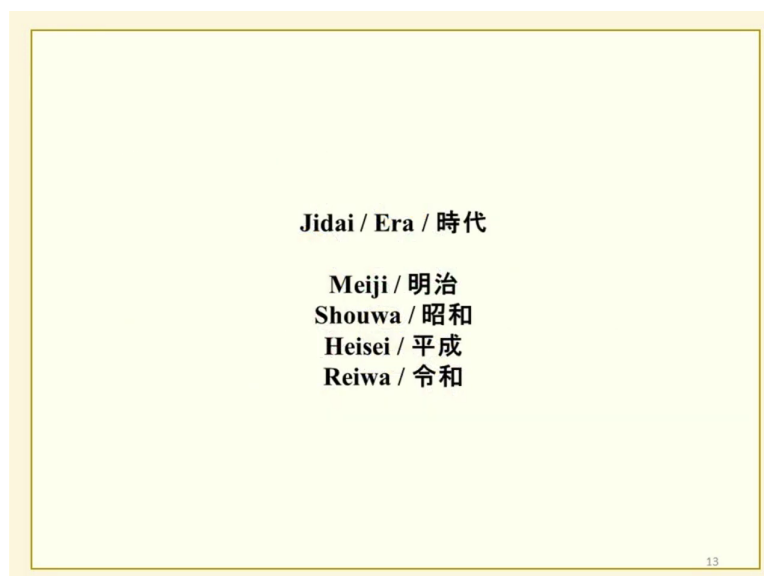 Jidai / Era / 時代
Meiji / 明治
Shouwa / 昭和
Heisei / 平成
Reiwa / 令和
13